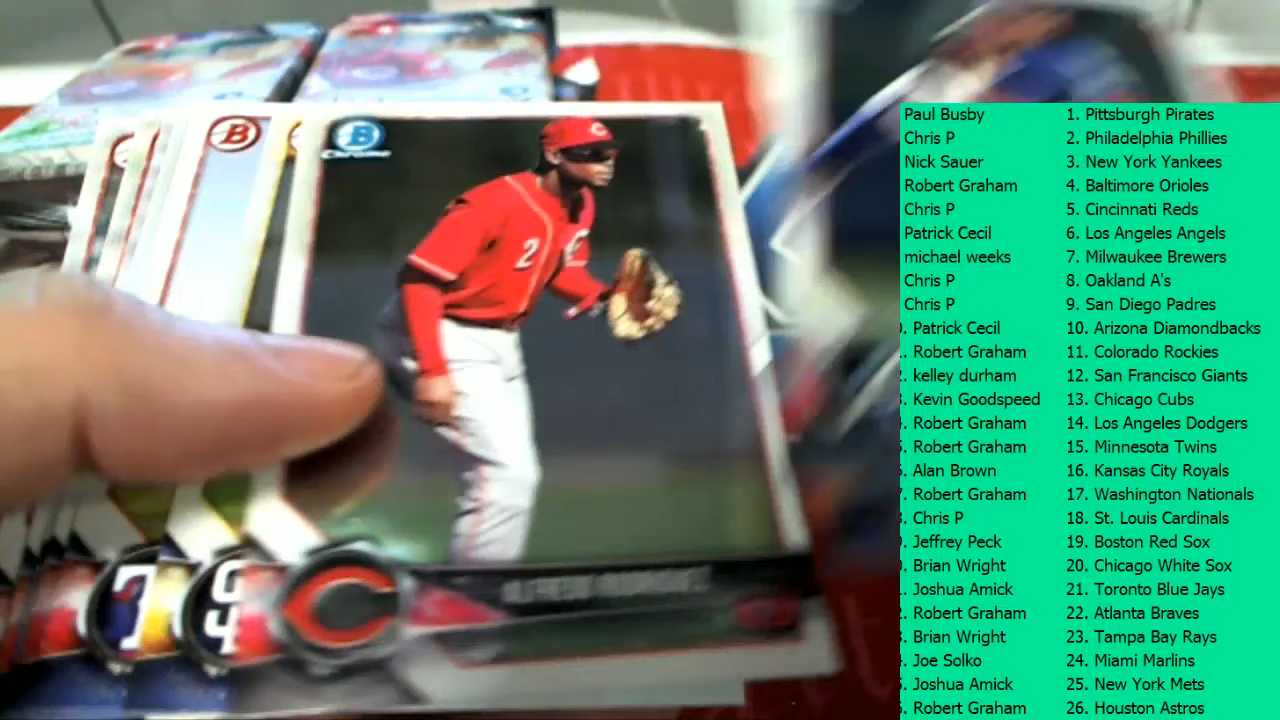 B
B
Chrome
2
C
7
C
Paul Busby 1. Pittsburgh Pirates
Chris P 2. Philadelphia Phillies
Nick Sauer 3. New York Yankees
Robert Graham 4. Baltimore Orioles
Chris P 5. Cincinnati Reds
Patrick Cecil 6. Los Angeles Angels
michael weeks 7. Milwaukee Brewers
Chris P 8. Oakland A's
Chris P 9. San Diego Padres
. Patrick Cecil 10. Arizona Diamondbacks
. Robert Graham 11. Colorado Rockies
. kelley durham 12. San Francisco Giants
. Kevin Goodspeed 13. Chicago Cubs
. Robert Graham 14. Los Angeles Dodgers
. Robert Graham 15. Minnesota Twins
. Alan Brown 16. Kansas City Royals
. Robert Graham 17. Washington Nationals
. Chris P 18. St. Louis Cardinals
. Jeffrey Peck 19. Boston Red Sox
. Brian Wright 20. Chicago White Sox
. Joshua Amick 21. Toronto Blue Jays
. Robert Graham 22. Atlanta Braves
. Brian Wright 23. Tampa Bay Rays
. Joe Solko 24. Miami Marlins
. Joshua Amick 25. New York Mets
. Robert Graham 26. Houston Astros